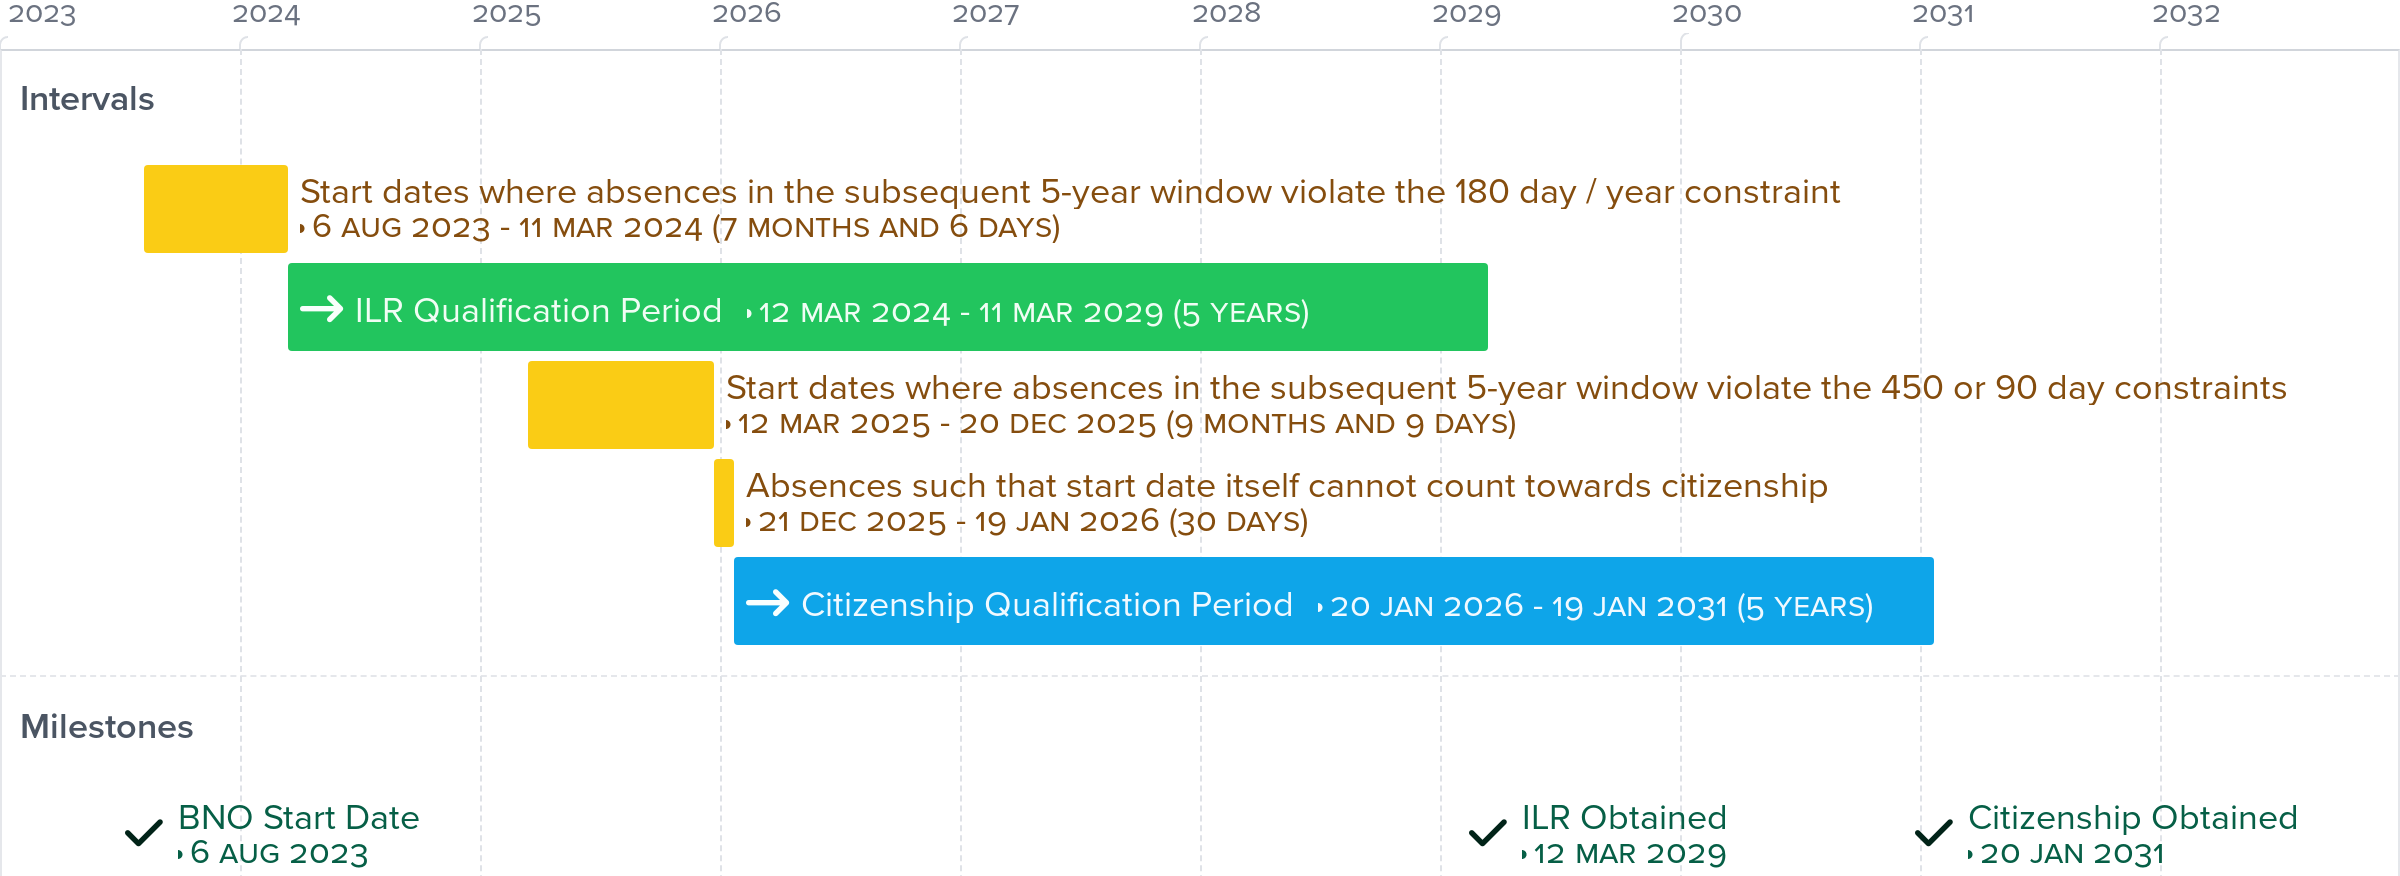 2023 2024 2025 2026 2027 2028 2029 2030 2031 2032
Intervals
Start dates where absences in the subsequent 5-year window violate the 180 day / year constraint
6 AUG 2023 - 11 MAR 2024 (7 MONTHS AND 6 DAYS)
ILR Qualification Period 12 MAR 2024 - 11 MAR 2029 (5 YEARS)
Start dates where absences in the subsequent 5-year window violate the 450 or 90 day constraints
12 MAR 2025 - 20 DEC 2025 (9 MONTHS AND 9 DAYS)
Absences such that start date itself cannot count towards citizenship
21 DEC 2025 - 19 JAN 2026 (30 DAYS)
Citizenship Qualification Period 20 JAN 2026 - 19 JAN 2031 (5 YEARS)
Milestones
BNO Start Date
6 AUG 2023
ILR Obtained
12 MAR 2029
Citizenship Obtained
20 JAN 2031